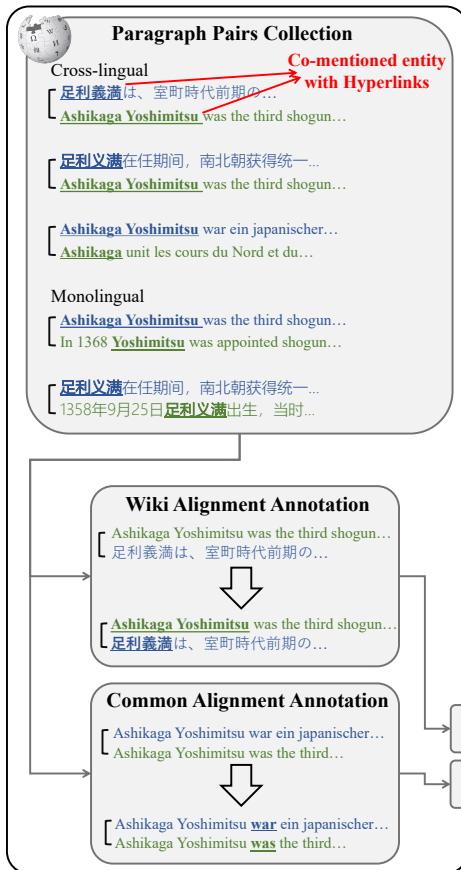 Paragraph Pairs Collection
Cross-lingual
Co-mentioned entity
with Hyperlinks
足利義満は、室町時代前期の…
Ashikaga Yoshimitsu was the third shogun…
足利义满在任期间，南北朝获得统一...
Ashikaga Yoshimitsu was the third shogun…
Ashikaga Yoshimitsu war ein japanischer…
Ashikaga unit les cours du Nord et du…
Monolingual
Ashikaga Yoshimitsu was the third shogun…
In 1368 Yoshimitsu was appointed shogun…
足利义满在任期间，南北朝获得统一...
1358年9月25日足利义满出生，当时...
Wiki Alignment Annotation
Ashikaga Yoshimitsu was the third shogun…
足利義満は、室町時代前期の…
Ashikaga Yoshimitsu was the third shogun…
足利義満は、室町時代前期の…
Common Alignment Annotation
Ashikaga Yoshimitsu war ein japanischer…
Ashikaga Yoshimitsu was the third…
Ashikaga Yoshimitsu war ein japanischer…
Ashikaga Yoshimitsu was the third…